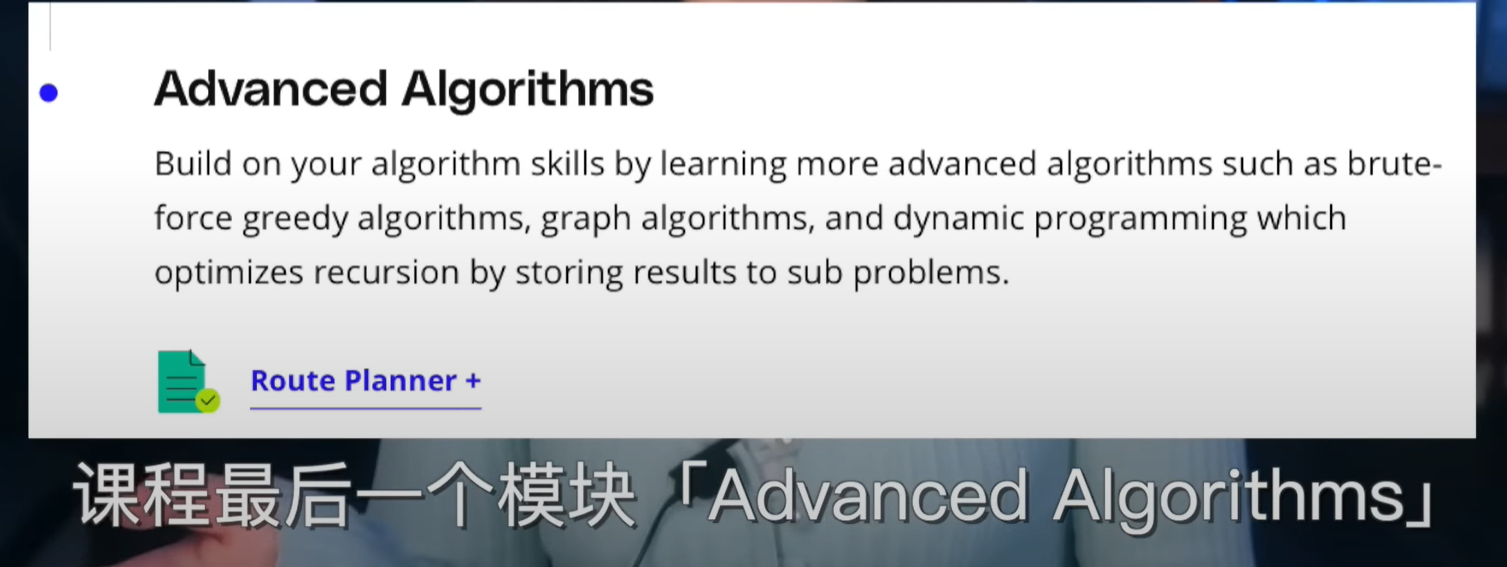 Advanced Algorithms
Build on your algorithm skills by learning more advanced algorithms such as brute-
force greedy algorithms, graph algorithms, and dynamic programming which
optimizes recursion by storing results to sub problems.
Route Planner +
课程最后一个模块「Advanced Algorithms」